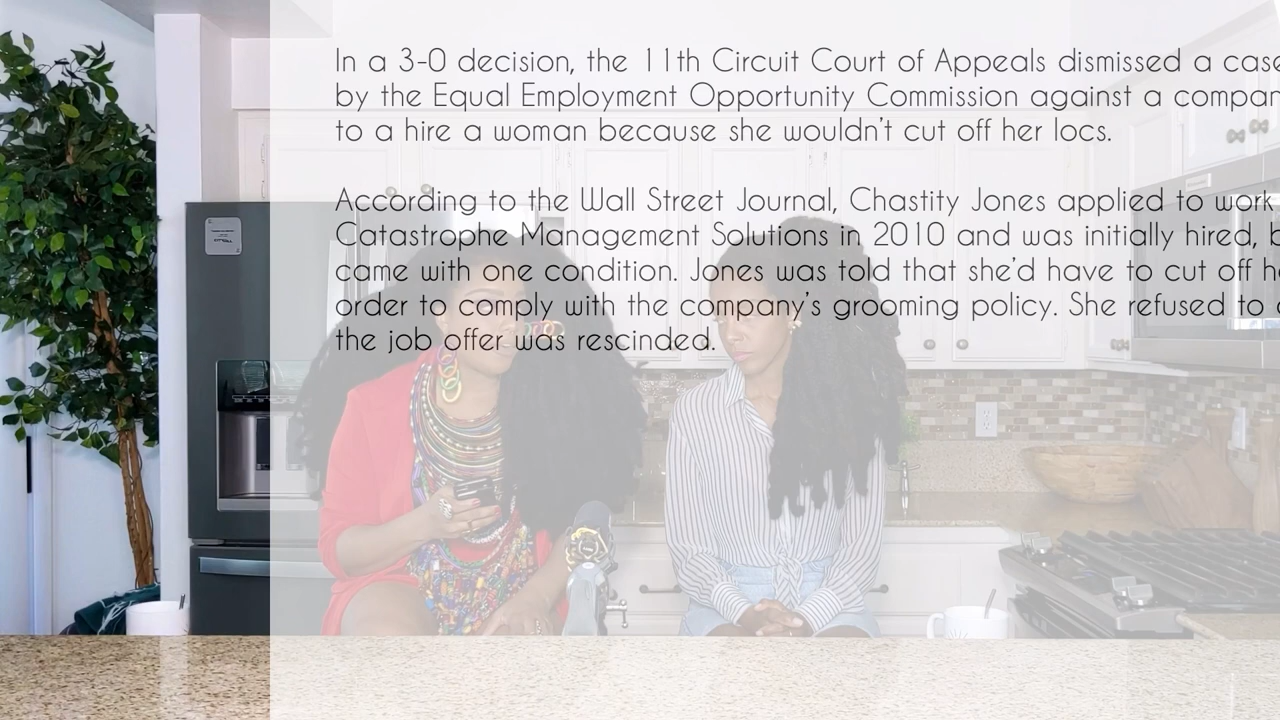 In a 3-0 decision, the 11th Circuit Court of Appeals dismissed a case
by the Equal Employment Opportunity Commission against a compan
to a hire a woman because she wouldn't cut off her locs.
According to the Wall Street Journal, Chastity Jones applied to work
Catastrophe Management Solutions in 2010 and was initially hired, b
came with one condition. Jones was told that she'd have to cut off h
order to comply with the company's grooming policy. She refused to
the job offer was rescinded.